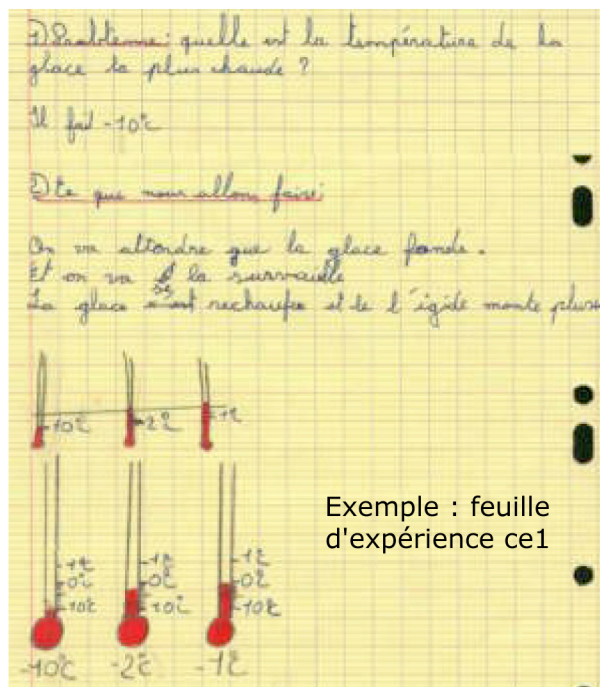 1) Problème : quelle est la température de la
glace la plus chaude ?
Il fait -10°c
2) Ce que nous allons faire :
On va attendre que la glace fonde.
Et on va la survaille
La glace est rechaufée et le l'igide monte plus
-10°C -2°C -1°C
Exemple : feuille
d'expérience ce1
-1°C -1°C -1°C
0°C 0°C 0°C
-10°C -10°C -10°C
-10°C -2°C -1°C